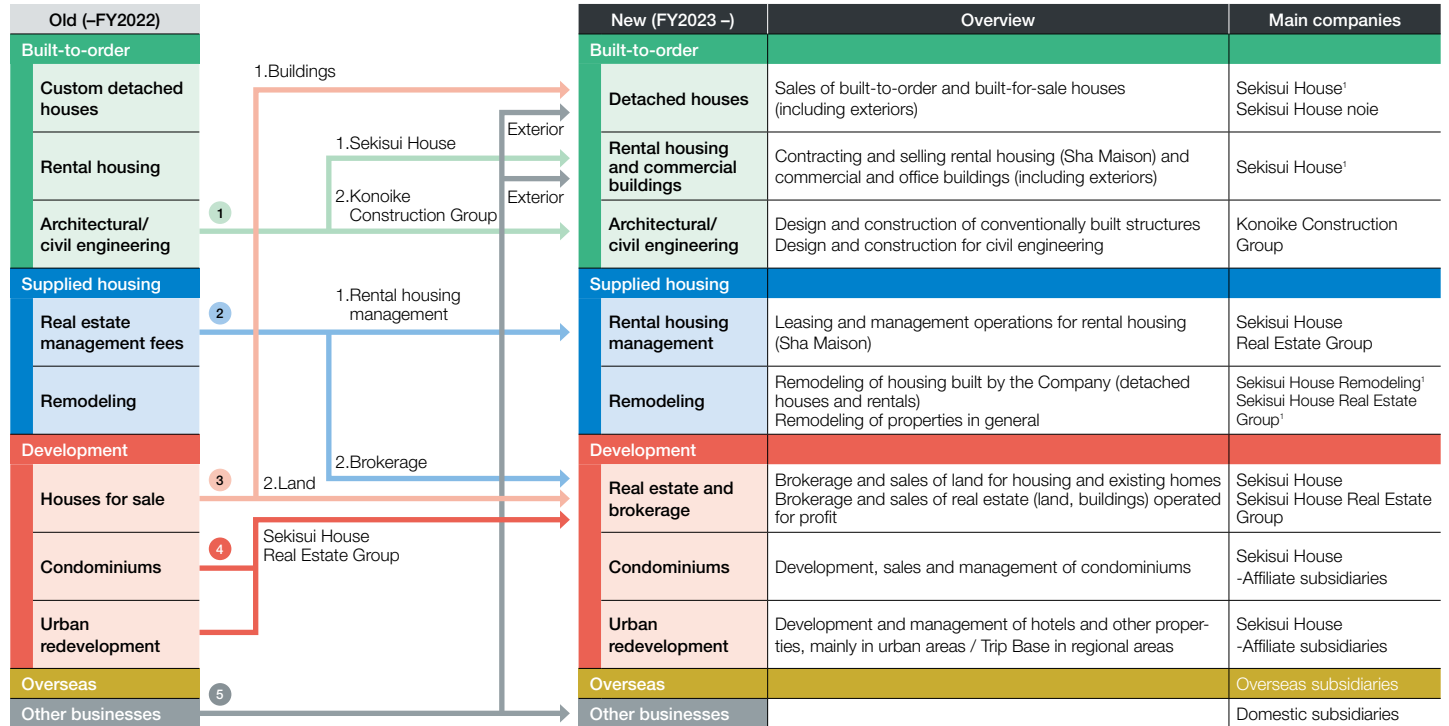 Old (–FY2022)
Built-to-order
Custom detached
houses
Rental housing
Architectural/
civil engineering
Supplied housing
Real estate
management fees
Remodeling
Development
Houses for sale
Condominiums
Urban
redevelopment
Overseas
Other businesses
1.Buildings
Exterior
1.Sekisui House
Exterior
2.Konoike
Construction Group
1
1.Rental housing
management
2
2.Brokerage
3
2.Land
4
Sekisui House
Real Estate Group
5
New (FY2023 –)
Overview
Main companies
Built-to-order
Detached houses
Sales of built-to-order and built-for-sale houses
(including exteriors)
Sekisui House¹
Sekisui House noie
Rental housing
and commercial
buildings
Contracting and selling rental housing (Sha Maison) and
commercial and office buildings (including exteriors)
Sekisui House¹
Architectural/
civil engineering
Design and construction of conventionally built structures
Design and construction for civil engineering
Konoike Construction
Group
Supplied housing
Rental housing
management
Leasing and management operations for rental housing
(Sha Maison)
Sekisui House
Real Estate Group
Remodeling
Remodeling of housing built by the Company (detached
houses and rentals)
Remodeling of properties in general
Sekisui House Remodeling¹
Sekisui House Real Estate
Group¹
Development
Real estate and
brokerage
Brokerage and sales of land for housing and existing homes
Brokerage and sales of real estate (land, buildings) operated
for profit
Sekisui House
Sekisui House Real Estate
Group
Condominiums
Development, sales and management of condominiums
Sekisui House
-Affiliate subsidiaries
Urban
redevelopment
Development and management of hotels and other proper-
ties, mainly in urban areas / Trip Base in regional areas
Sekisui House
-Affiliate subsidiaries
Overseas
Overseas subsidiaries
Other businesses
Domestic subsidiaries